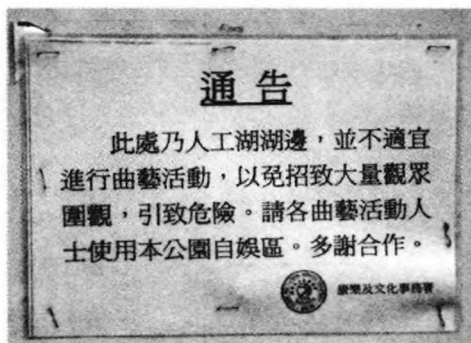 通告
此處乃人工湖湖邊，並不適宜
進行曲藝活動，以免招致大量觀眾
圍觀，引致危險。請各曲藝活動人
士使用本公園自娛區。多謝合作。
康樂及文化事務署